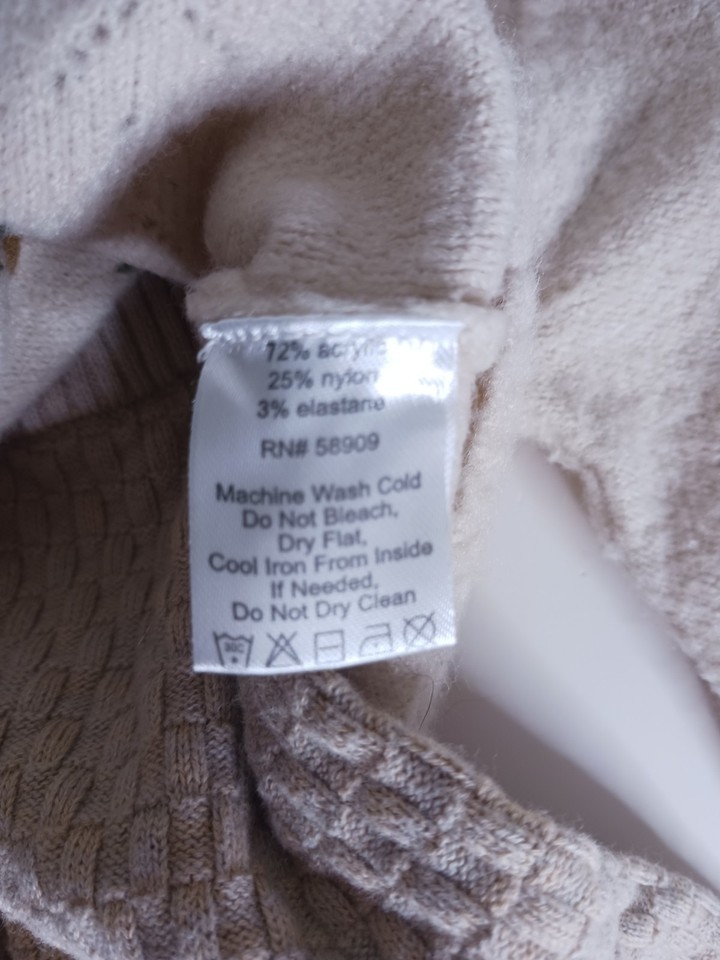 72% acrylic
25% nylon
3% elastane
RN# 58909
Machine Wash Cold
Do Not Bleach,
Dry Flat,
Cool Iron From Inside
If Needed,
Do Not Dry Clean
30C